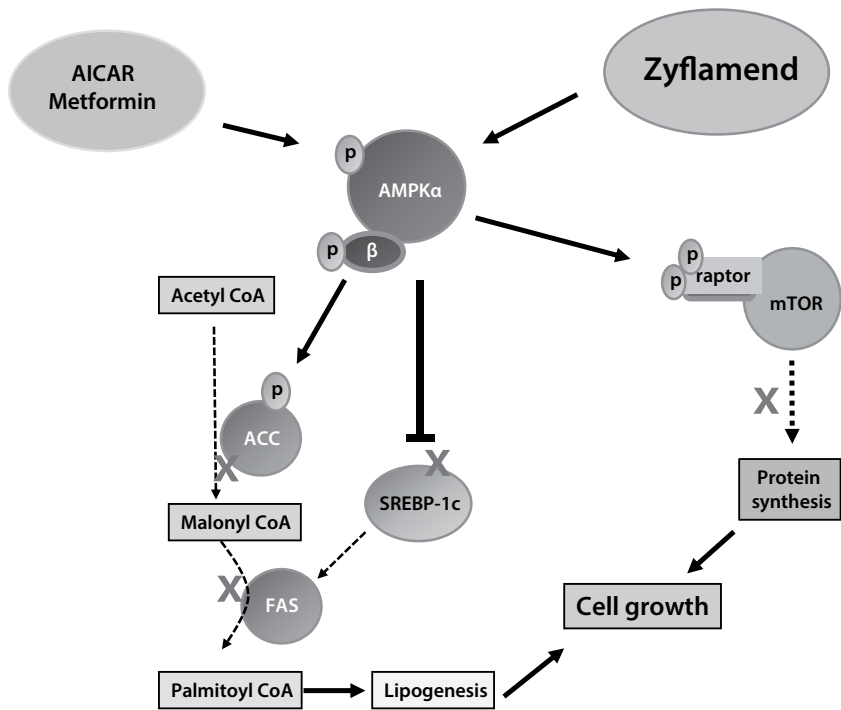 AICAR
Metformin
Zyflamend
p
AMPKα
p
β
p
p
raptor
mTOR
Acetyl CoA
p
ACC
X
X
Malonyl CoA
X
SREBP-1c
Protein
synthesis
X
FAS
Cell growth
Palmitoyl CoA
Lipogenesis